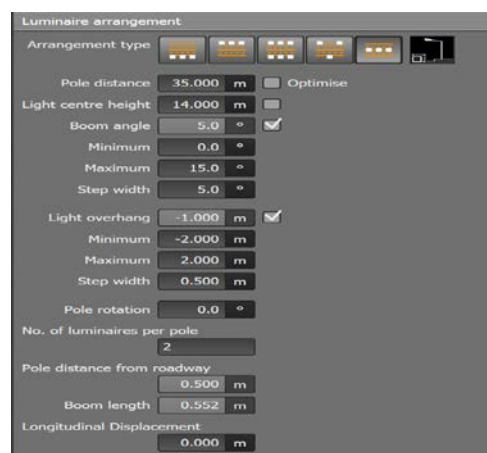 Luminaire arrangement
Arrangement type
Pole distance 35.000 m Optimise
Light centre height 14.000 m
Boom angle 5.0 °
Minimum 0.0 °
Maximum 15.0 °
Step width 5.0 °
Light overhang -1.000 m
Minimum -2.000 m
Maximum 2.000 m
Step width 0.500 m
Pole rotation 0.0 °
No. of luminaires per pole
2
Pole distance from roadway
0.500 m
Boom length 0.552 m
Longitudinal Displacement
0.000 m